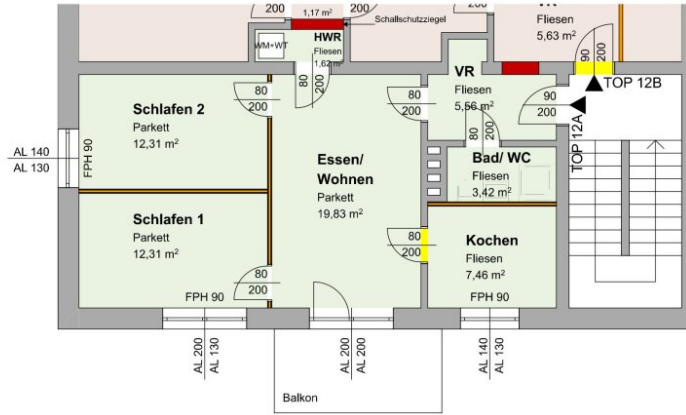 200
1,17 m²
200
Schallschutzziegel
200
VR
5,63 m²
WM+WT
HWR
Fliesen
1,62 m²
80
200
90
200
TOP 12B
TOP 12A
VR
Fliesen
5,56 m²
90
200
80
200
80
200
80
200
Schlafen 2
Parkett
12,31 m²
AL 140
AL 130
FPH 90
Essen/
Wohnen
Parkett
19,83 m²
Bad/ WC
Fliesen
3,42 m²
Schlafen 1
Parkett
12,31 m²
80
200
80
200
Kochen
Fliesen
7,46 m²
FPH 90
FPH 90
AL 200
AL 130
AL 200
AL 200
AL 140
AL 130
Balkon